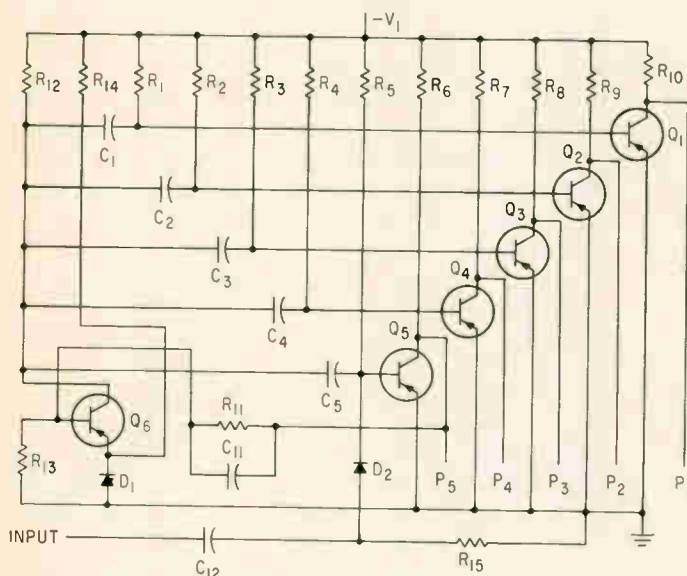 -V₁
R₁₂ R₁₄ R₁ R₂ R₃ R₄ R₅ R₆ R₇ R₈ R₉ R₁₀
C₁ Q₁
C₂ Q₂
C₃ Q₃
C₄ Q₄
C₅ Q₅
Q₆ R₁₁
C₁₁
R₁₃ D₁ D₂ P₅ P₄ P₃ P₂ P
INPUT C₁₂ R₁₅